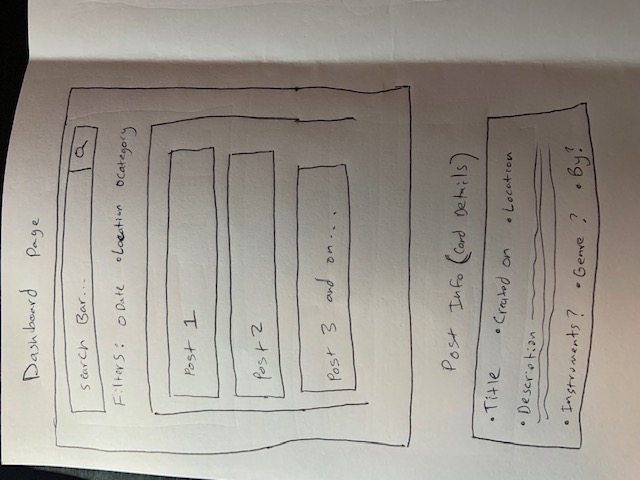 Dashboard Page
Search Bar...
Filters: Date Location Category
Post 1
Post 2
Post 3 and on...
Post Info (Card Details)
• Title • Created on • Location
• Description
• Instruments? • Genre? • By?